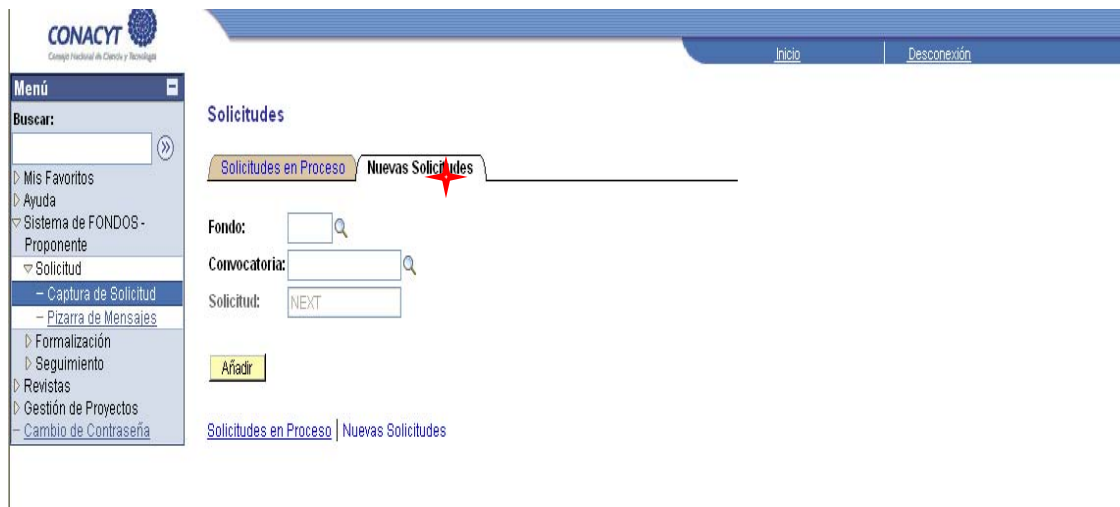 CONACYT
Consejo Nacional de Ciencia y Tecnología
Inicio Desconexión
Menú
Buscar:
Mis Favoritos
Ayuda
Sistema de FONDOS -
Proponente
Solicitud
– Captura de Solicitud
– Pizarra de Mensajes
Formalización
Seguimiento
Revistas
Gestión de Proyectos
– Cambio de Contraseña
Solicitudes
Solicitudes en Proceso Nuevas Solicitudes
Fondo:
Convocatoria:
Solicitud: NEXT
Añadir
Solicitudes en Proceso | Nuevas Solicitudes